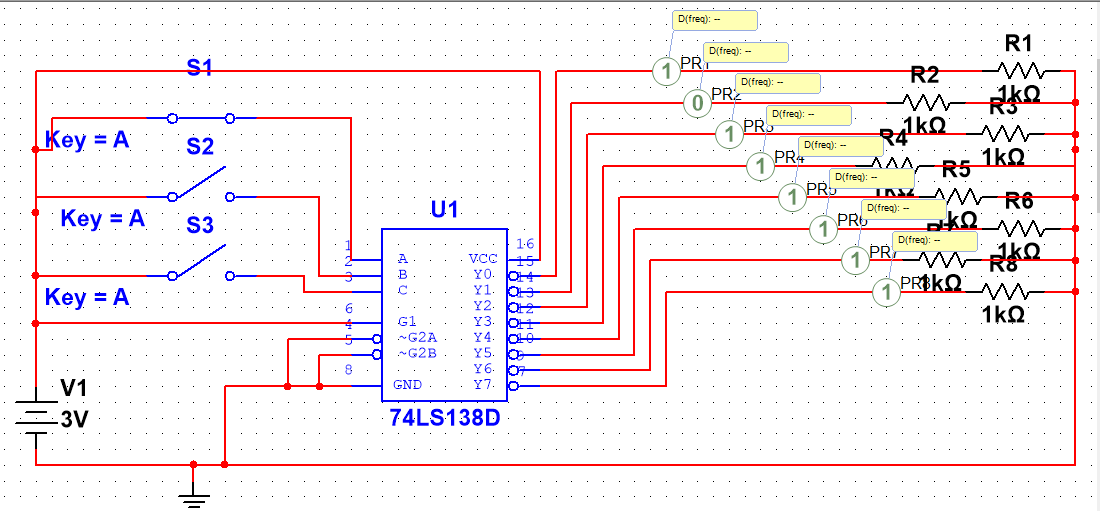 D(freq): --
D(freq): --
D(freq): --
D(freq): --
D(freq): --
D(freq): --
D(freq): --
D(freq): --
1 PR1
0 PR2
1 PR3
1 PR4
1 PR5
1 PR6
1 PR7
1 PR8
R1
1kΩ
R2
1kΩ
R3
1kΩ
R4
1kΩ
R5
1kΩ
R6
1kΩ
1kΩ
R8
1kΩ
S1
Key = A
S2
Key = A
S3
Key = A
U1
1 A VCC 16
2 B Y0 15
3 C Y1 14
Y2 13
6 G1 Y3 12
4 ~G2A Y4 11
5 ~G2B Y5 10
8 GND Y6 9
Y7 7
74LS138D
V1
3V